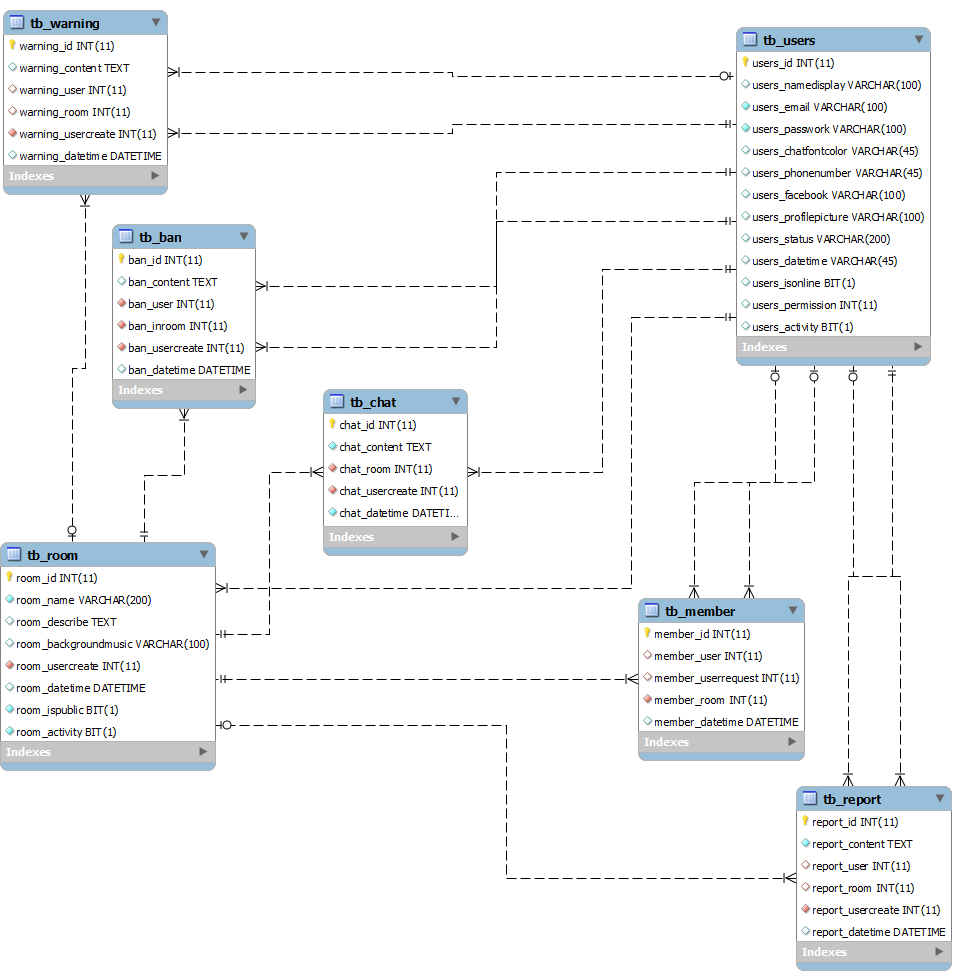 tb_warning
warning_id INT(11)
warning_content TEXT
warning_user INT(11)
warning_room INT(11)
warning_usercreate INT(11)
warning_datetime DATETIME
Indexes
tb_users
users_id INT(11)
users_namedisplay VARCHAR(100)
users_email VARCHAR(100)
users_passwork VARCHAR(100)
users_chatfontcolor VARCHAR(45)
users_phonenumber VARCHAR(45)
users_facebook VARCHAR(100)
users_proflepicture VARCHAR(100)
users_status VARCHAR(200)
users_datetime VARCHAR(45)
users_isonline BIT(1)
users_permission INT(11)
users_activity BIT(1)
Indexes
tb_ban
ban_id INT(11)
ban_content TEXT
ban_user INT(11)
ban_inroom INT(11)
ban_usercreate INT(11)
ban_datetime DATETIME
Indexes
tb_chat
chat_id INT(11)
chat_content TEXT
chat_room INT(11)
chat_usercreate INT(11)
chat_datetime DATETI...
Indexes
tb_room
room_id INT(11)
room_name VARCHAR(200)
room_describe TEXT
room_backgroundmusic VARCHAR(100)
room_usercreate INT(11)
room_datetime DATETIME
room_ispublic BIT(1)
room_activity BIT(1)
Indexes
tb_member
member_id INT(11)
member_user INT(11)
member_userrequest INT(11)
member_room INT(11)
member_datetime DATETIME
Indexes
tb_report
report_id INT(11)
report_content TEXT
report_user INT(11)
report_room INT(11)
report_usercreate INT(11)
report_datetime DATETIME
Indexes